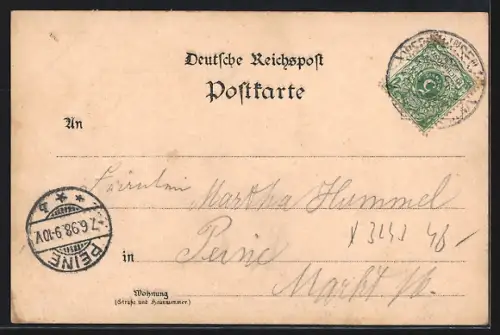 Deutsche Reichspost
Postkarte
An
Fräulein Martha Hummel
in Peine
Markt
Wohnung
(Straße und Hausnummer)
PEINE
7.6.98.9-10V.
* * b
5